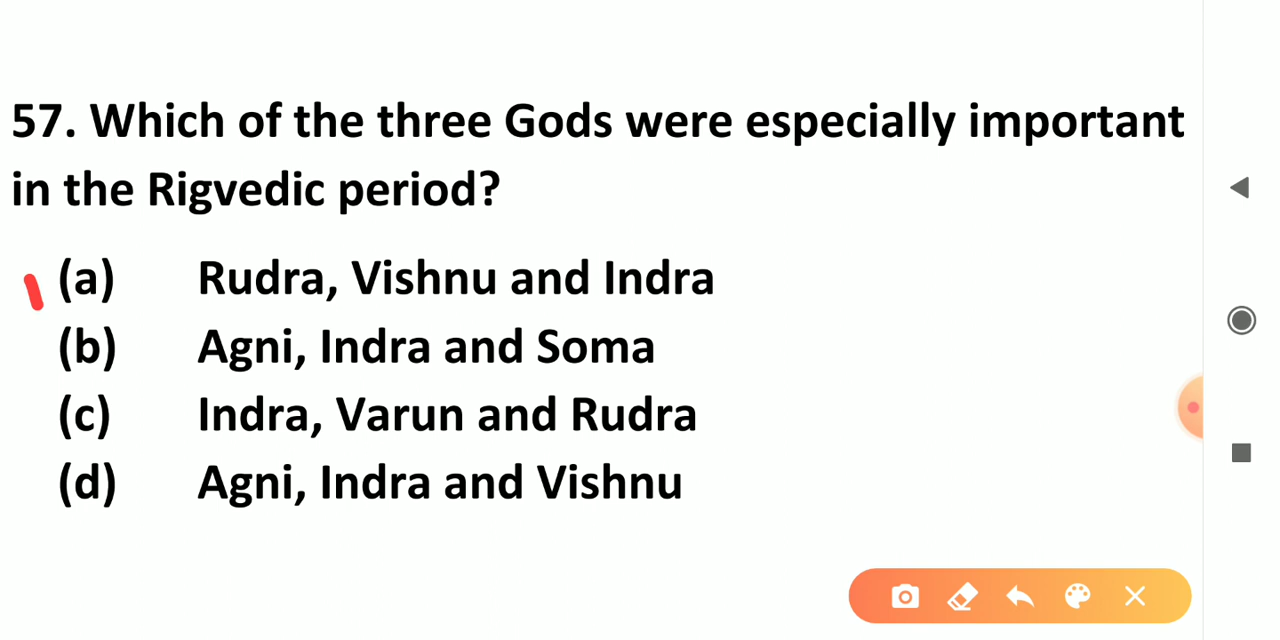 57. Which of the three Gods were especially important
in the Rigvedic period?
(a) Rudra, Vishnu and Indra
(b) Agni, Indra and Soma
(c) Indra, Varun and Rudra
(d) Agni, Indra and Vishnu